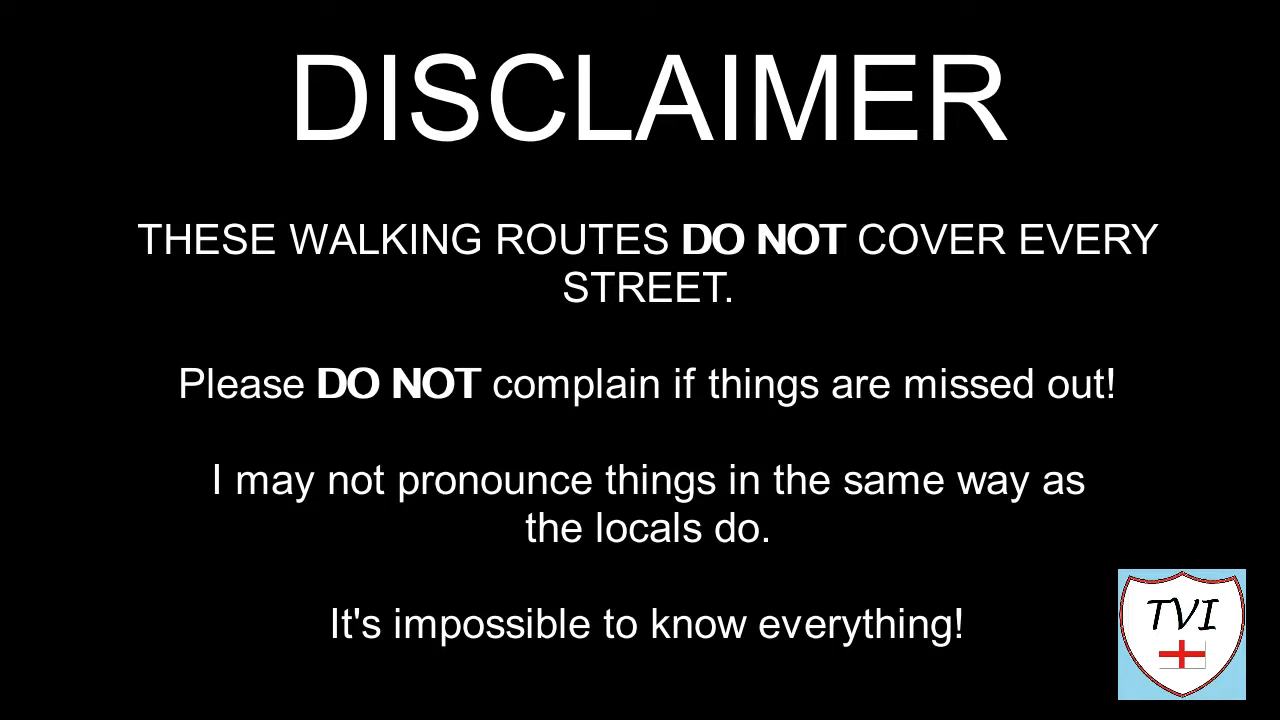 DISCLAIMER
THESE WALKING ROUTES DO NOT COVER EVERY
STREET.
Please DO NOT complain if things are missed out!
I may not pronounce things in the same way as
the locals do.
It's impossible to know everything!
TVI